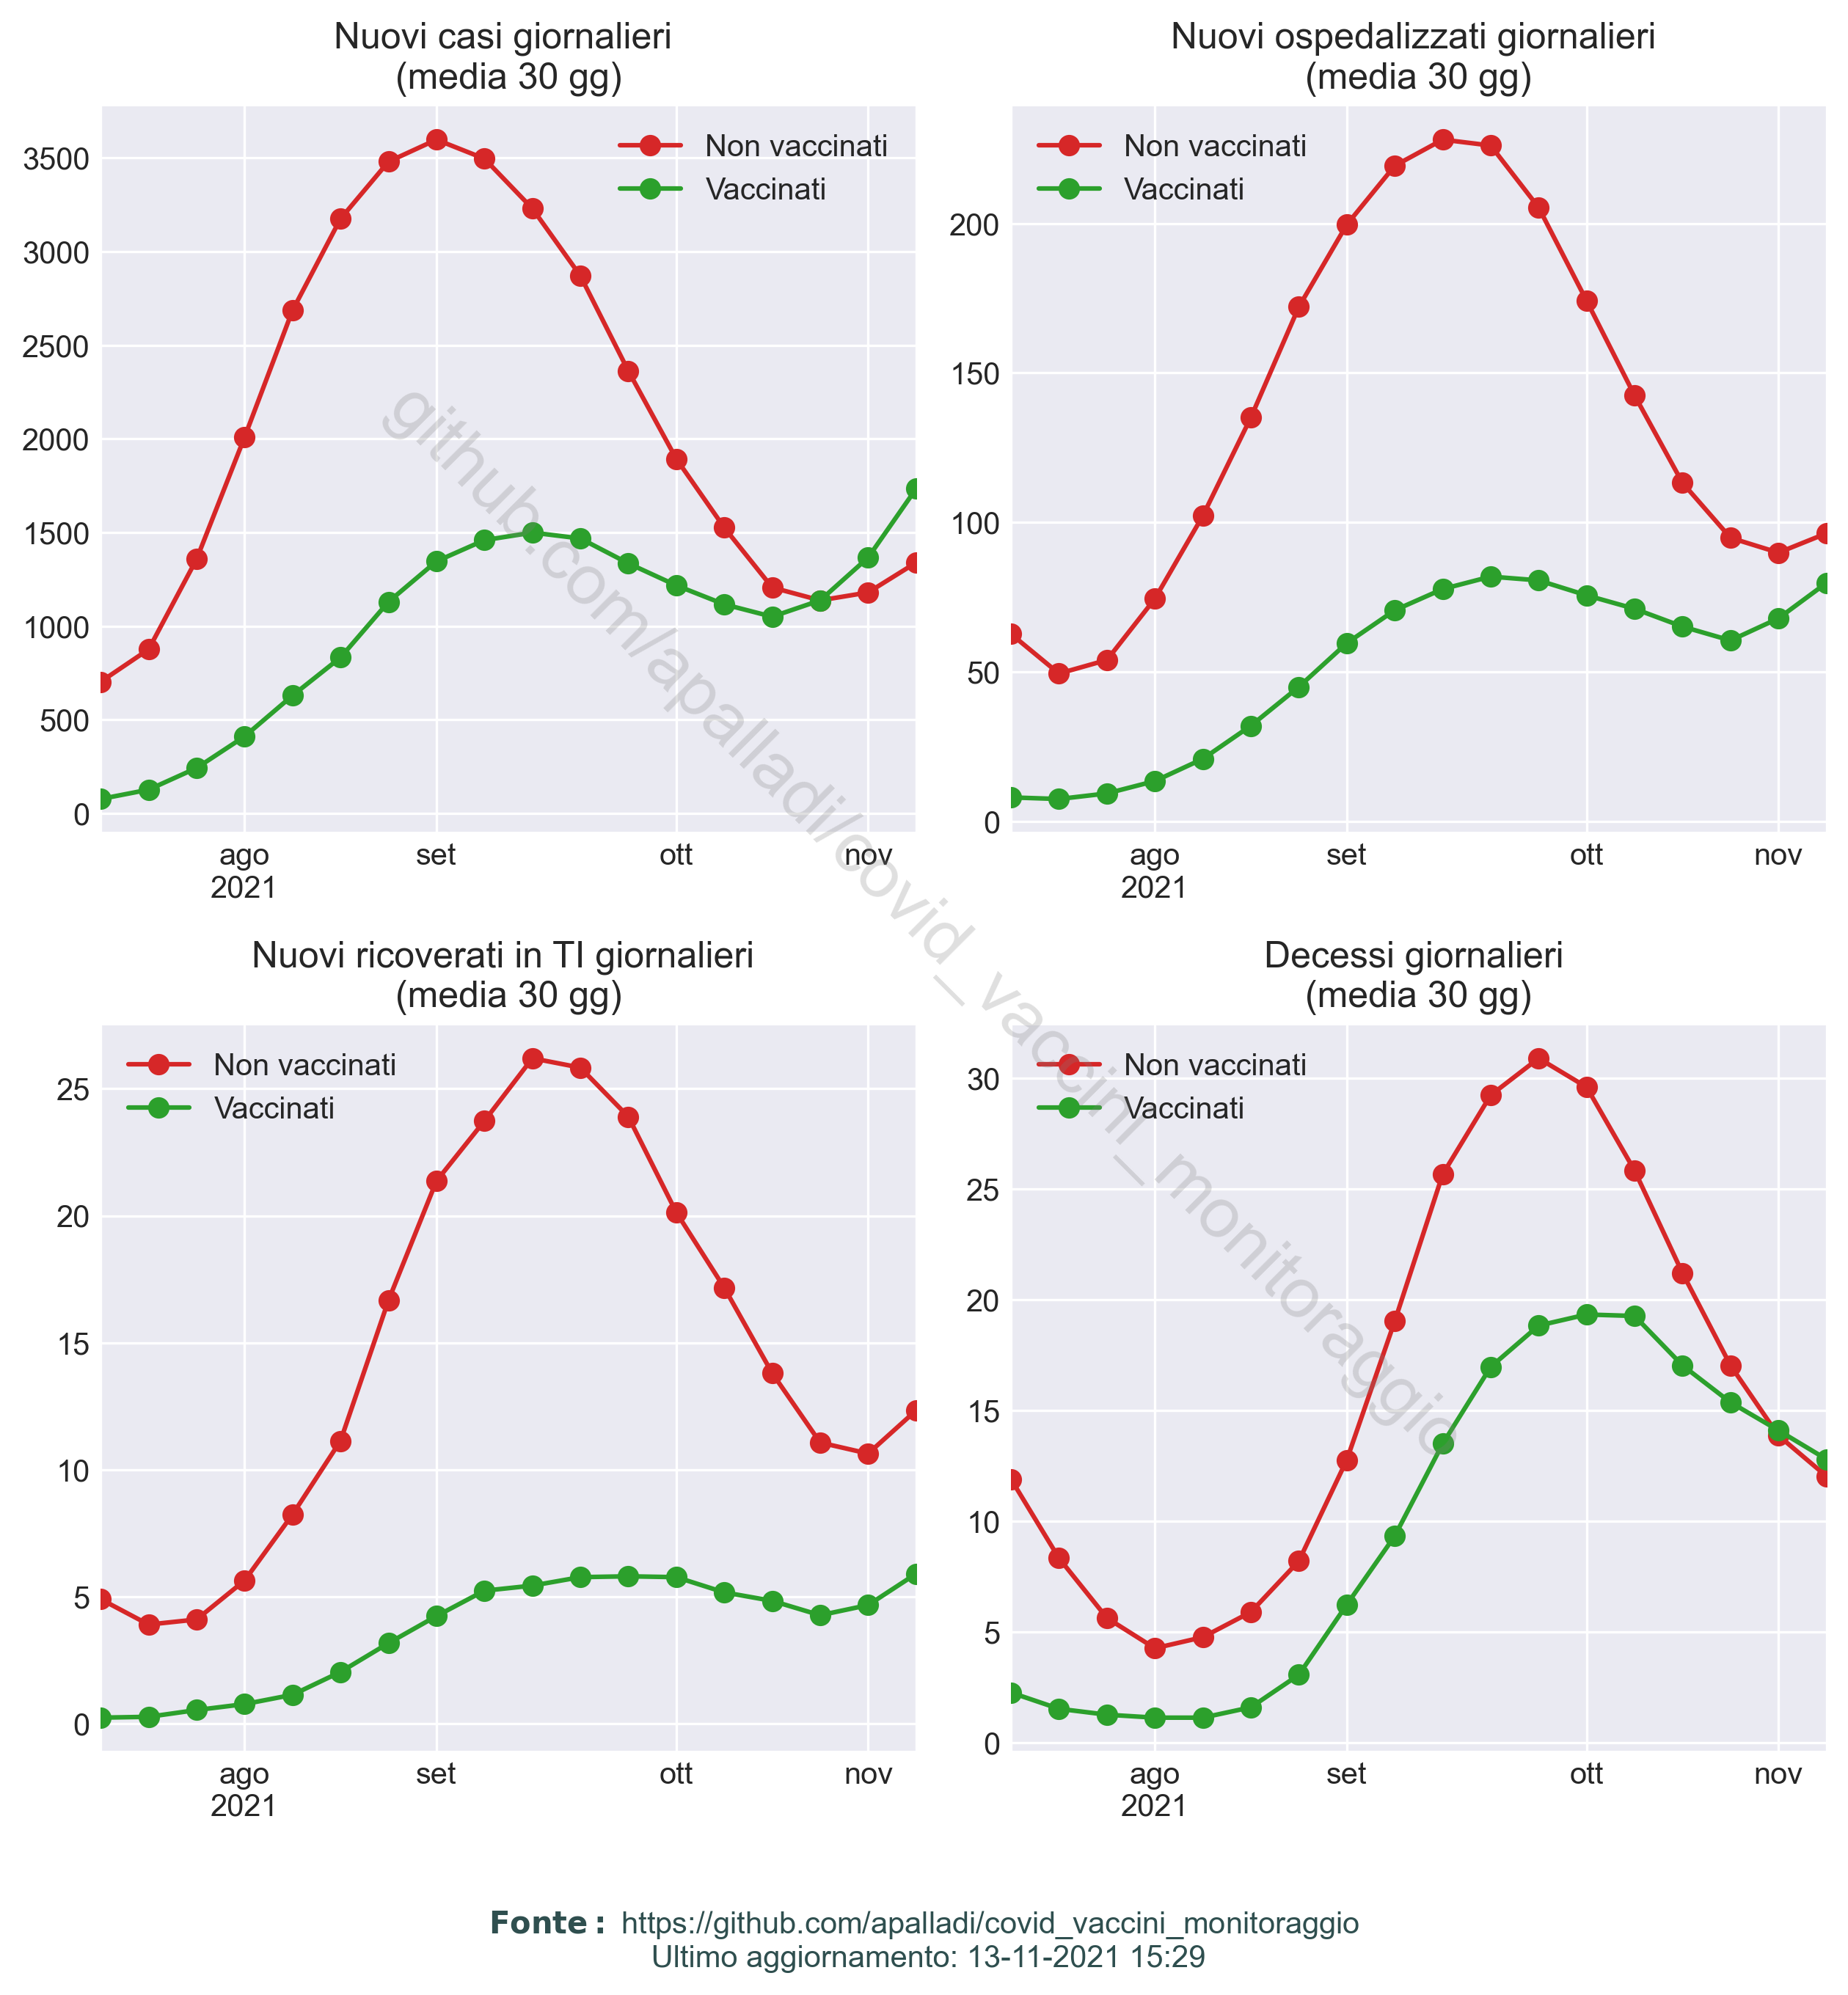 Nuovi casi giornalieri
(media 30 gg)
Non vaccinati
Vaccinati
3500
3000
2500
2000
1500
1000
500
0
ago
2021
set
ott
nov
Nuovi ospedalizzati giornalieri
(media 30 gg)
Non vaccinati
Vaccinati
200
150
100
50
0
ago
2021
set
ott
nov
Nuovi ricoverati in TI giornalieri
(media 30 gg)
Non vaccinati
Vaccinati
25
20
15
10
5
0
ago
2021
set
ott
nov
Decessi giornalieri
(media 30 gg)
Non vaccinati
Vaccinati
30
25
20
15
10
5
0
ago
2021
set
ott
nov
github.com/apalladi/covid_vaccini_monitoraggio
Fonte: https://github.com/apalladi/covid_vaccini_monitoraggio
Ultimo aggiornamento: 13-11-2021 15:29